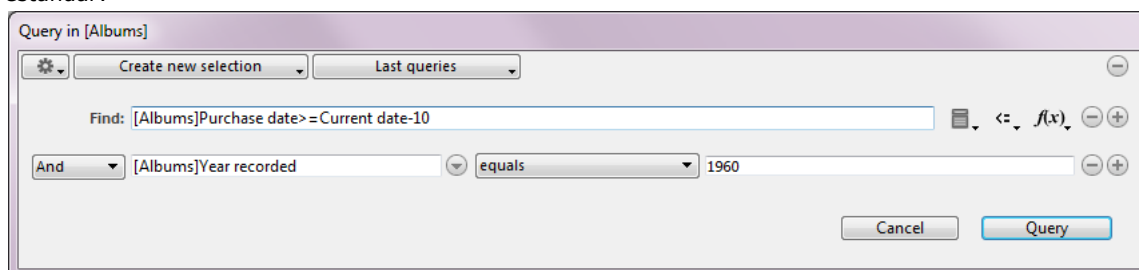 estándar:
Query in [Albums]
Create new selection Last queries
Find: [Albums]Purchase date>=Current date-10 <= f(x)
And [Albums]Year recorded equals 1960
Cancel Query